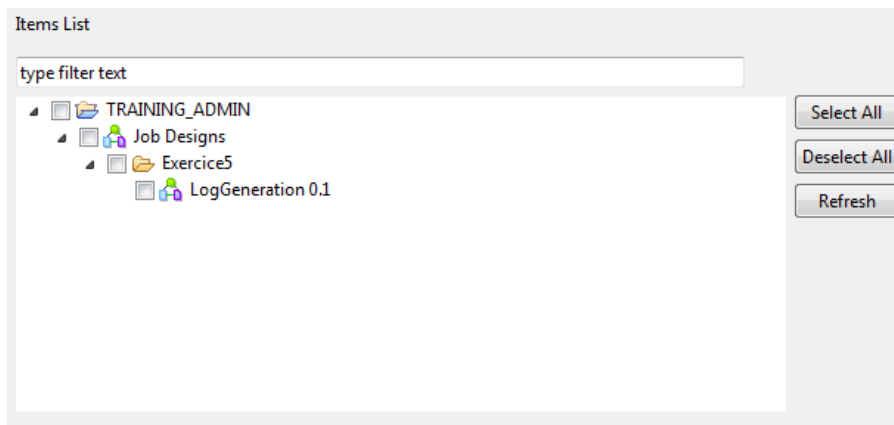 Items List
type filter text
TRAINING_ADMIN
Job Designs
Exercice5
LogGeneration 0.1
Select All
Deselect All
Refresh